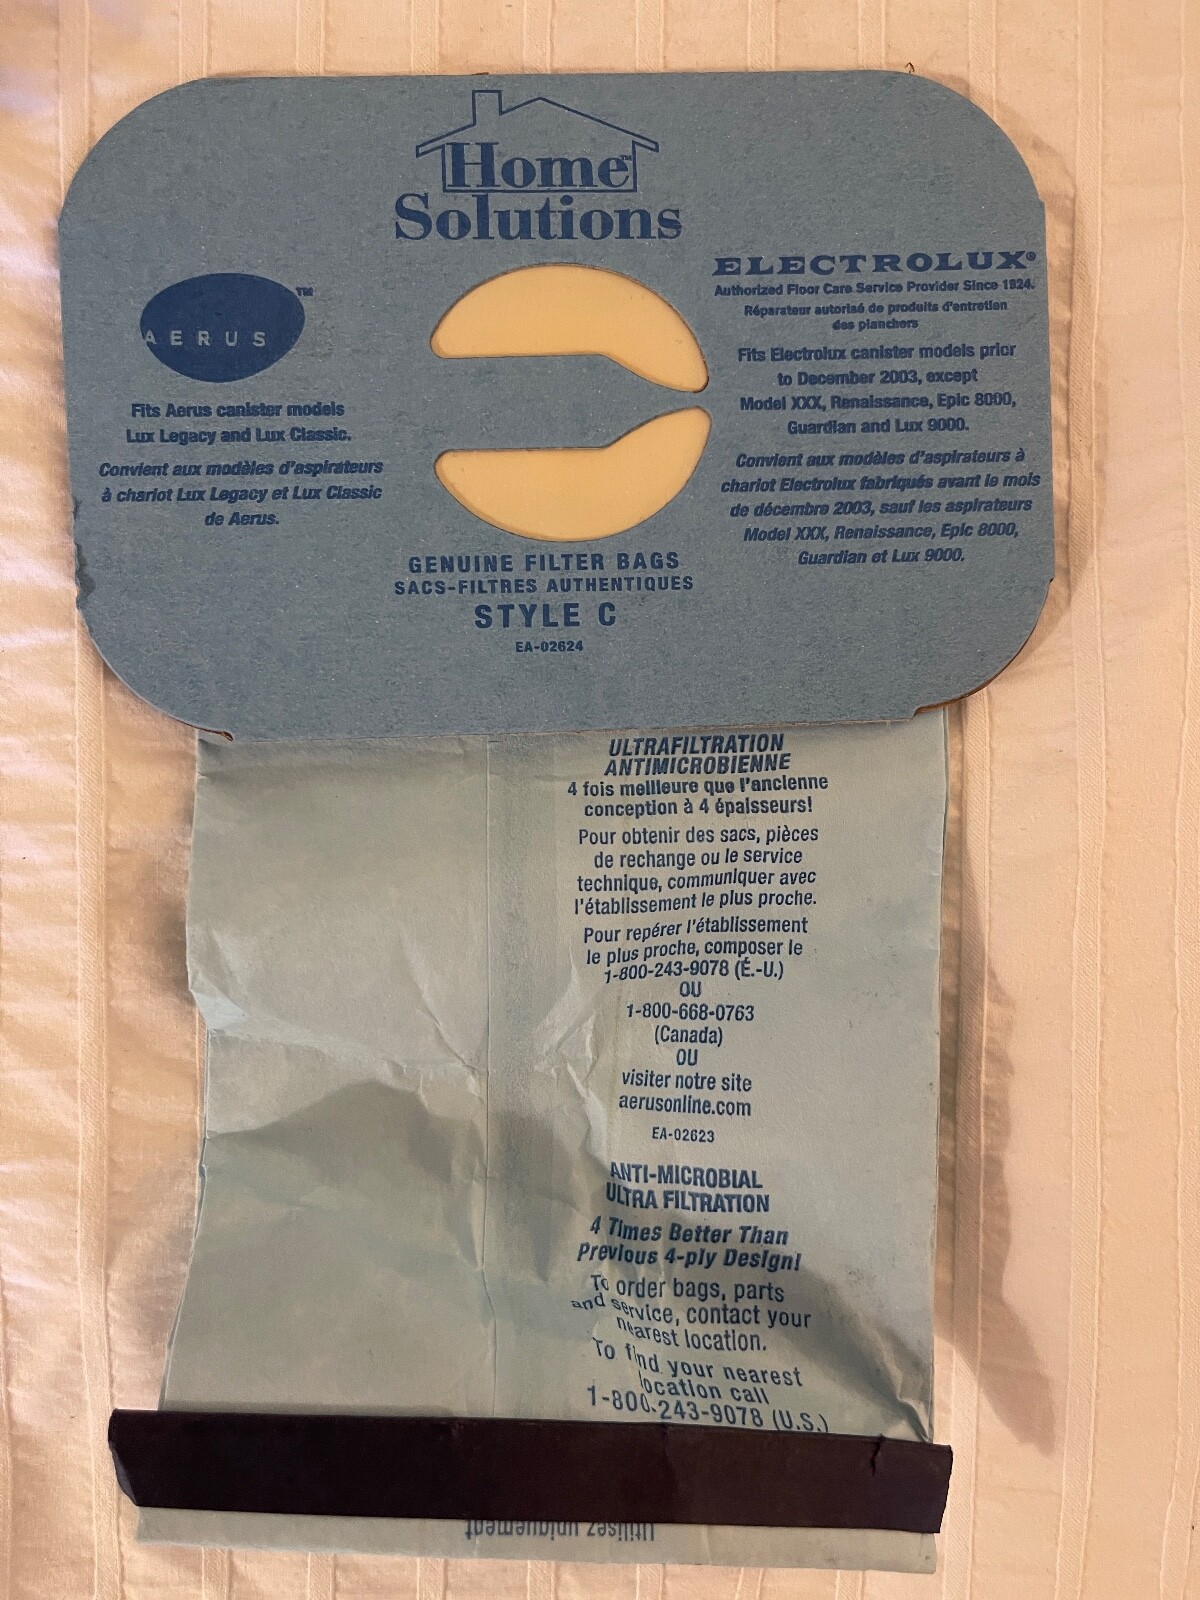 Home™
Solutions
AERUS™
Fits Aerus canister models
Lux Legacy and Lux Classic.
Convient aux modèles d'aspirateurs
à chariot Lux Legacy et Lux Classic
de Aerus.
ELECTROLUX®
Authorized Floor Care Service Provider Since 1924.
Réparateur autorisé de produits d'entretien
des planchers
Fits Electrolux canister models prior
to December 2003, except
Model XXX, Renaissance, Epic 8000,
Guardian and Lux 9000.
Convient aux modèles d'aspirateurs à
chariot Electrolux fabriqués avant le mois
de décembre 2003, sauf les aspirateurs
Model XXX, Renaissance, Epic 8000,
Guardian et Lux 9000.
GENUINE FILTER BAGS
SACS-FILTRES AUTHENTIQUES
STYLE C
EA-02624
ULTRAFILTRATION
ANTIMICROBIENNE
4 fois meilleure que l'ancienne
conception à 4 épaisseurs!
Pour obtenir des sacs, pièces
de rechange ou le service
technique, communiquer avec
l'établissement le plus proche.
Pour repérer l'établissement
le plus proche, composer le
1-800-243-9078 (É.-U.)
OU
1-800-668-0763
(Canada)
OU
visiter notre site
aerusonline.com
EA-02623
ANTI-MICROBIAL
ULTRA FILTRATION
4 Times Better Than
Previous 4-ply Design!
To order bags, parts
and service, contact your
nearest location.
To find your nearest
location call
1-800-243-9078 (U.S.)
Utilisez uniquement